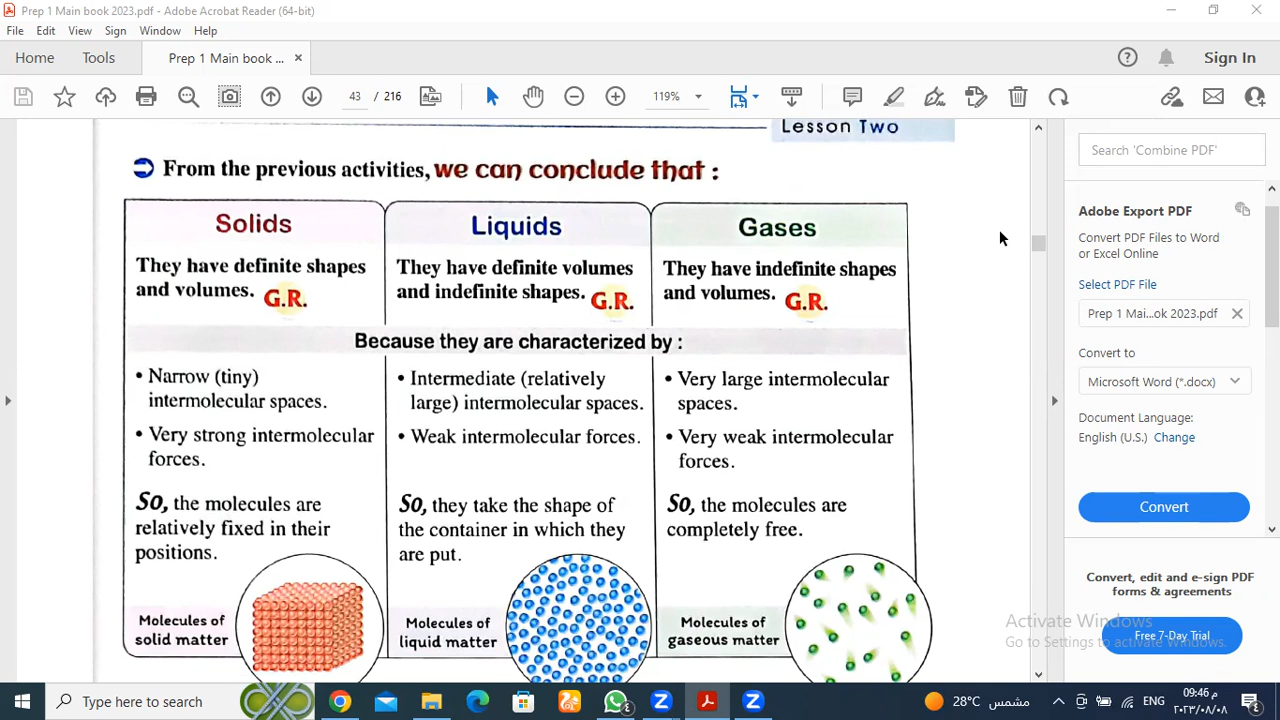 Prep 1 Main book 2023.pdf - Adobe Acrobat Reader (64-bit)
File Edit View Sign Window Help
Home Tools Prep 1 Main book ... × Sign In
43 / 216 119%
Lesson Two
From the previous activities, we can conclude that :
Solids
They have definite shapes
and volumes. G.R.
Liquids
They have definite volumes
and indefinite shapes. G.R.
Gases
They have indefinite shapes
and volumes. G.R.
Because they are characterized by :
• Narrow (tiny)
intermolecular spaces.
• Very strong intermolecular
forces.
So, the molecules are
relatively fixed in their
positions.
Molecules of
solid matter
• Intermediate (relatively
large) intermolecular spaces.
• Weak intermolecular forces.
So, they take the shape of
the container in which they
are put.
Molecules of
liquid matter
• Very large intermolecular
spaces.
• Very weak intermolecular
forces.
So, the molecules are
completely free.
Molecules of
gaseous matter
Search 'Combine PDF'
Adobe Export PDF
Convert PDF Files to Word
or Excel Online
Select PDF File
Prep 1 Mai...ok 2023.pdf
Convert to
Microsoft Word (*.docx)
Document Language:
English (U.S.) Change
Convert
Convert, edit and e-sign PDF
forms & agreements
Free 7-Day Trial
Activate Windows
Go to Settings to activate Windows.
Type here to search
28°C مشمس
ENG
09:46 م
٢٠٢٣/٠٨/٠٨